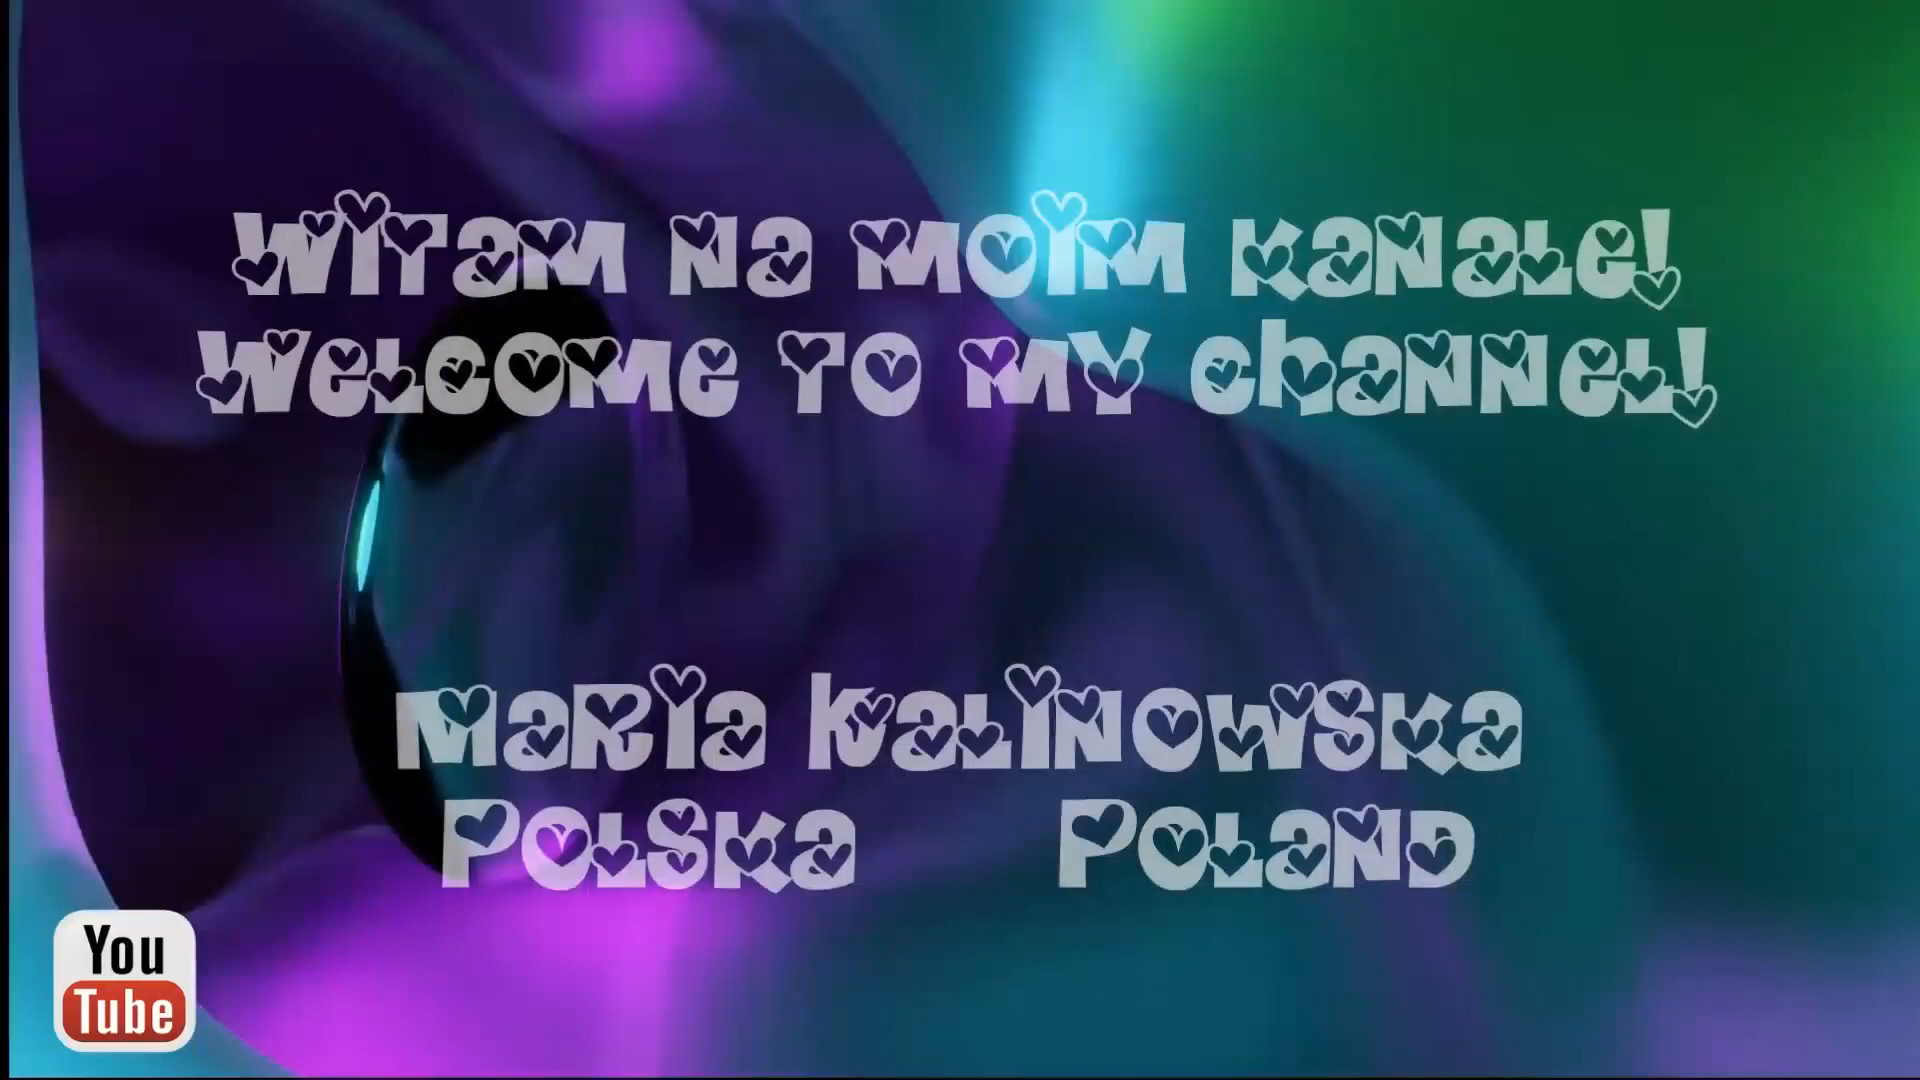 Witam na moim kanale!
Welcome to my channel!
Maria Kalinowska
Polska Poland
You
Tube